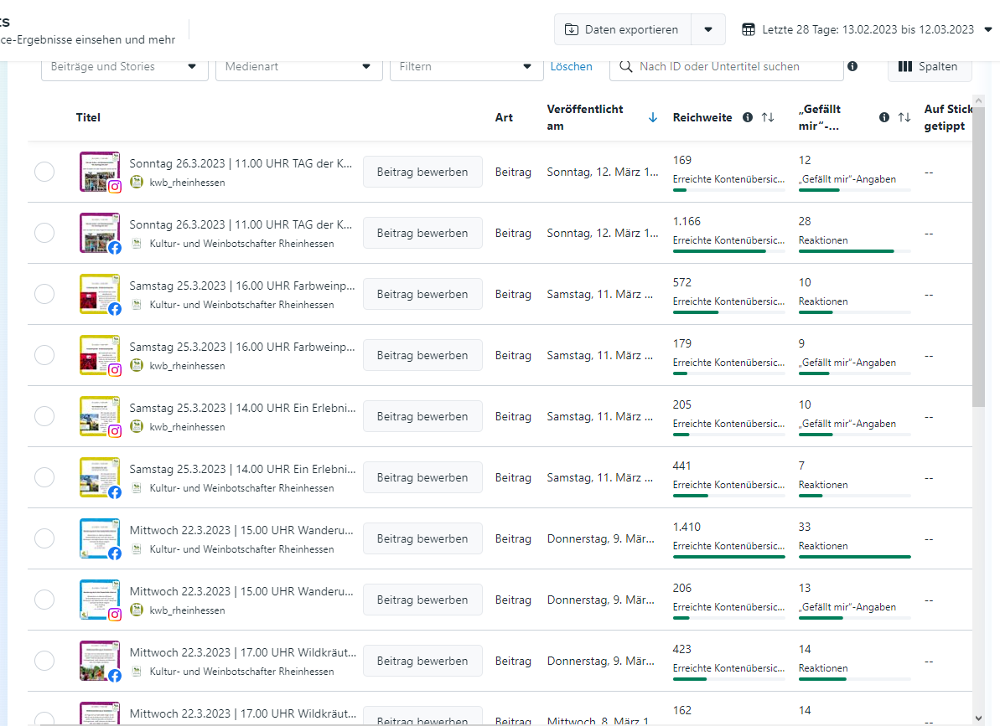 ts
ce-Ergebnisse einsehen und mehr
Daten exportieren
Letzte 28 Tage: 13.02.2023 bis 12.03.2023
Beiträge und Stories
Medienart
Filtern
Löschen
Nach ID oder Untertitel suchen
Spalten
Titel
Art
Veröffentlicht am
Reichweite
„Gefällt mir“-...
Auf Stick getippt
Sonntag 26.3.2023 | 11.00 UHR TAG der K...
kwb_rheinhessen
Beitrag bewerben
Beitrag
Sonntag, 12. März 1...
169
Erreichte Kontenübersic...
12
„Gefällt mir“-Angaben
--
Sonntag 26.3.2023 | 11.00 UHR TAG der K...
Kultur- und Weinbotschafter Rheinhessen
Beitrag bewerben
Beitrag
Sonntag, 12. März 1...
1.166
Erreichte Kontenübersic...
28
Reaktionen
--
Samstag 25.3.2023 | 16.00 UHR Farbweinp...
Kultur- und Weinbotschafter Rheinhessen
Beitrag bewerben
Beitrag
Samstag, 11. März ...
572
Erreichte Kontenübersic...
10
Reaktionen
--
Samstag 25.3.2023 | 16.00 UHR Farbweinp...
kwb_rheinhessen
Beitrag bewerben
Beitrag
Samstag, 11. März ...
179
Erreichte Kontenübersic...
9
„Gefällt mir“-Angaben
--
Samstag 25.3.2023 | 14.00 UHR Ein Erlebni...
kwb_rheinhessen
Beitrag bewerben
Beitrag
Samstag, 11. März ...
205
Erreichte Kontenübersic...
10
„Gefällt mir“-Angaben
--
Samstag 25.3.2023 | 14.00 UHR Ein Erlebni...
Kultur- und Weinbotschafter Rheinhessen
Beitrag bewerben
Beitrag
Samstag, 11. März ...
441
Erreichte Kontenübersic...
7
Reaktionen
--
Mittwoch 22.3.2023 | 15.00 UHR Wanderu...
Kultur- und Weinbotschafter Rheinhessen
Beitrag bewerben
Beitrag
Donnerstag, 9. Mär...
1.410
Erreichte Kontenübersic...
33
Reaktionen
--
Mittwoch 22.3.2023 | 15.00 UHR Wanderu...
kwb_rheinhessen
Beitrag bewerben
Beitrag
Donnerstag, 9. Mär...
206
Erreichte Kontenübersic...
13
„Gefällt mir“-Angaben
--
Mittwoch 22.3.2023 | 17.00 UHR Wildkräut...
Kultur- und Weinbotschafter Rheinhessen
Beitrag bewerben
Beitrag
Donnerstag, 9. Mär...
423
Erreichte Kontenübersic...
14
Reaktionen
--
Mittwoch 22.3.2023 | 17.00 UHR Wildkräut...
Beitrag bewerben
Beitrag
Mittwoch, 8. März 1...
162
14
--